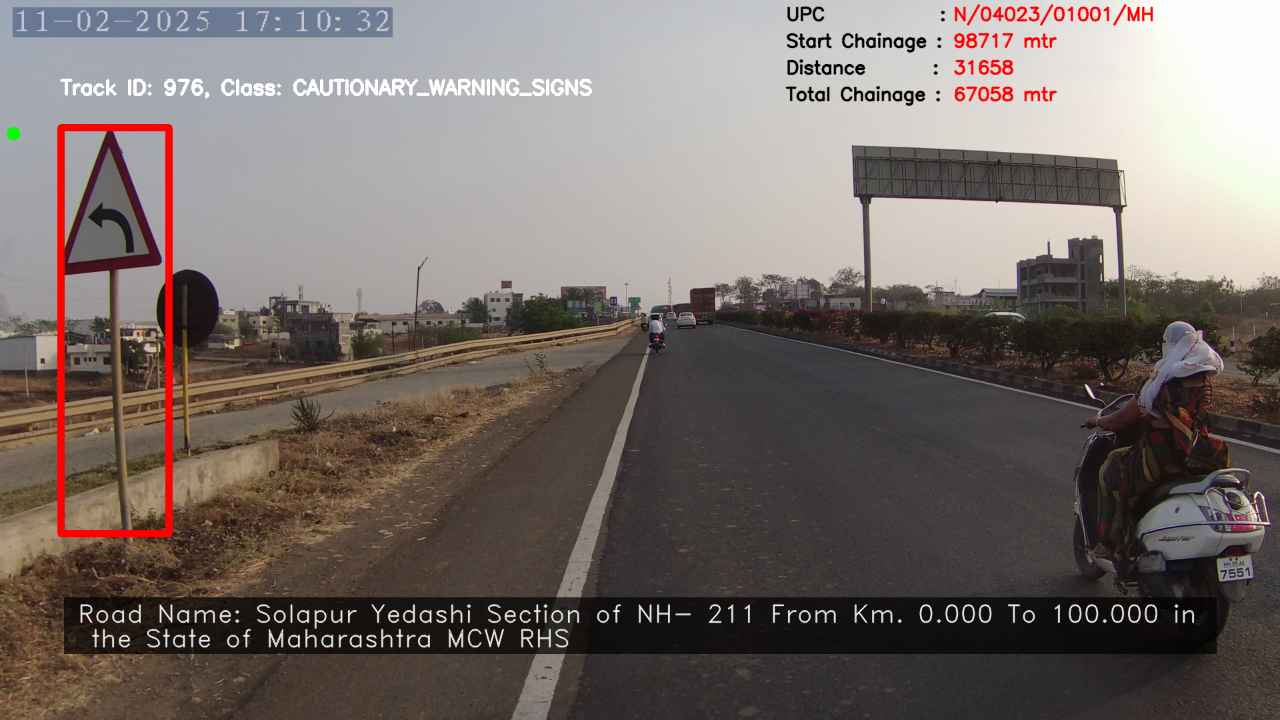 11-02-2025 17:10:32
UPC : N/04023/01001/MH
Start Chainage : 98717 mtr
Distance : 31658
Total Chainage : 67058 mtr
Track ID: 976, Class: CAUTIONARY_WARNING_SIGNS
7551
Road Name: Solapur Yedashi Section of NH- 211 From Km. 0.000 To 100.000 in
the State of Maharashtra MCW RHS